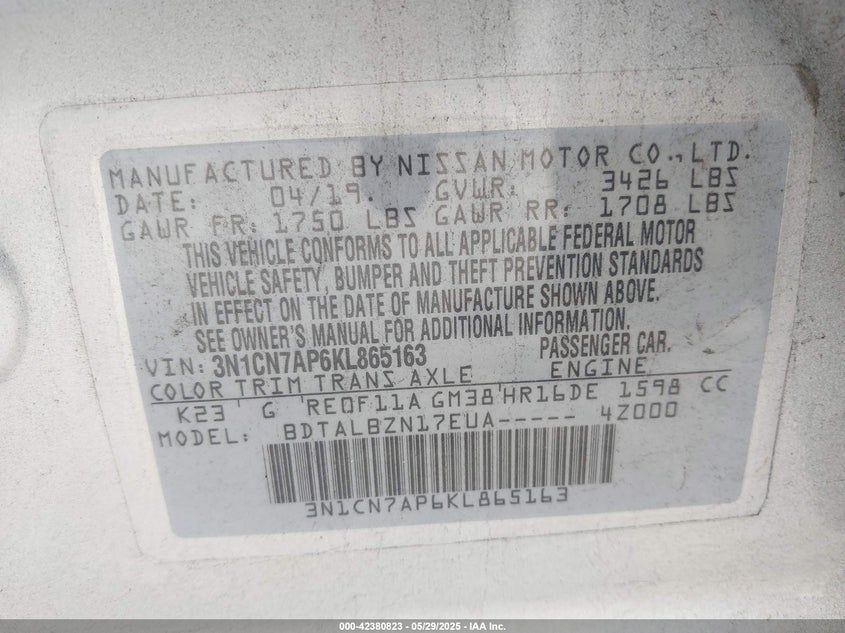 MANUFACTURED BY NISSAN MOTOR CO.,LTD.
DATE: 04/19. GVWR: 3426 LBS
GAWR FR: 1750 LBS GAWR RR: 1708 LBS
THIS VEHICLE CONFORMS TO ALL APPLICABLE FEDERAL MOTOR
VEHICLE SAFETY, BUMPER AND THEFT PREVENTION STANDARDS
IN EFFECT ON THE DATE OF MANUFACTURE SHOWN ABOVE.
SEE OWNER'S MANUAL FOR ADDITIONAL INFORMATION.
VIN: 3N1CN7AP6KL865163 PASSENGER CAR.
COLOR TRIM TRANS AXLE ENGINE
K23 G RE0F11A GM38 HR16DE 1598 CC
MODEL: BDTALBZN17EUA----- 4Z000
3N1CN7AP6KL865163
000-42380823 - 05/29/2025 - IAA Inc.